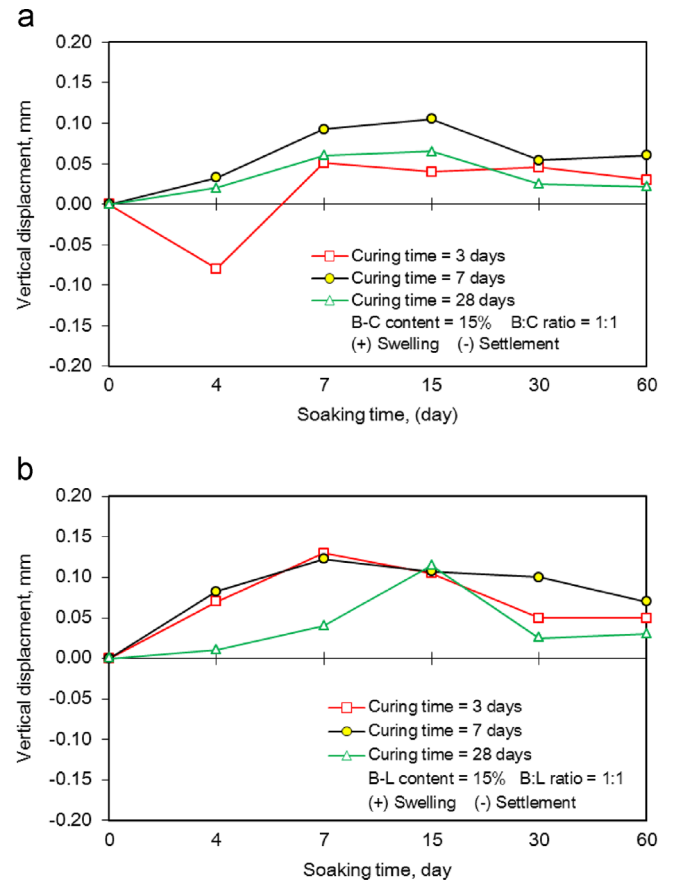 a
0.20
0.15
0.10
0.05
0.00
-0.05
-0.10
-0.15
-0.20
Vertical displacment, mm
Curing time = 3 days
Curing time = 7 days
Curing time = 28 days
B-C content = 15% B:C ratio = 1:1
(+) Swelling (-) Settlement
0 4 7 15 30 60
Soaking time, (day)
b
0.20
0.15
0.10
0.05
0.00
-0.05
-0.10
-0.15
-0.20
Vertical displacment, mm
Curing time = 3 days
Curing time = 7 days
Curing time = 28 days
B-L content = 15% B:L ratio = 1:1
(+) Swelling (-) Settlement
0 4 7 15 30 60
Soaking time, day